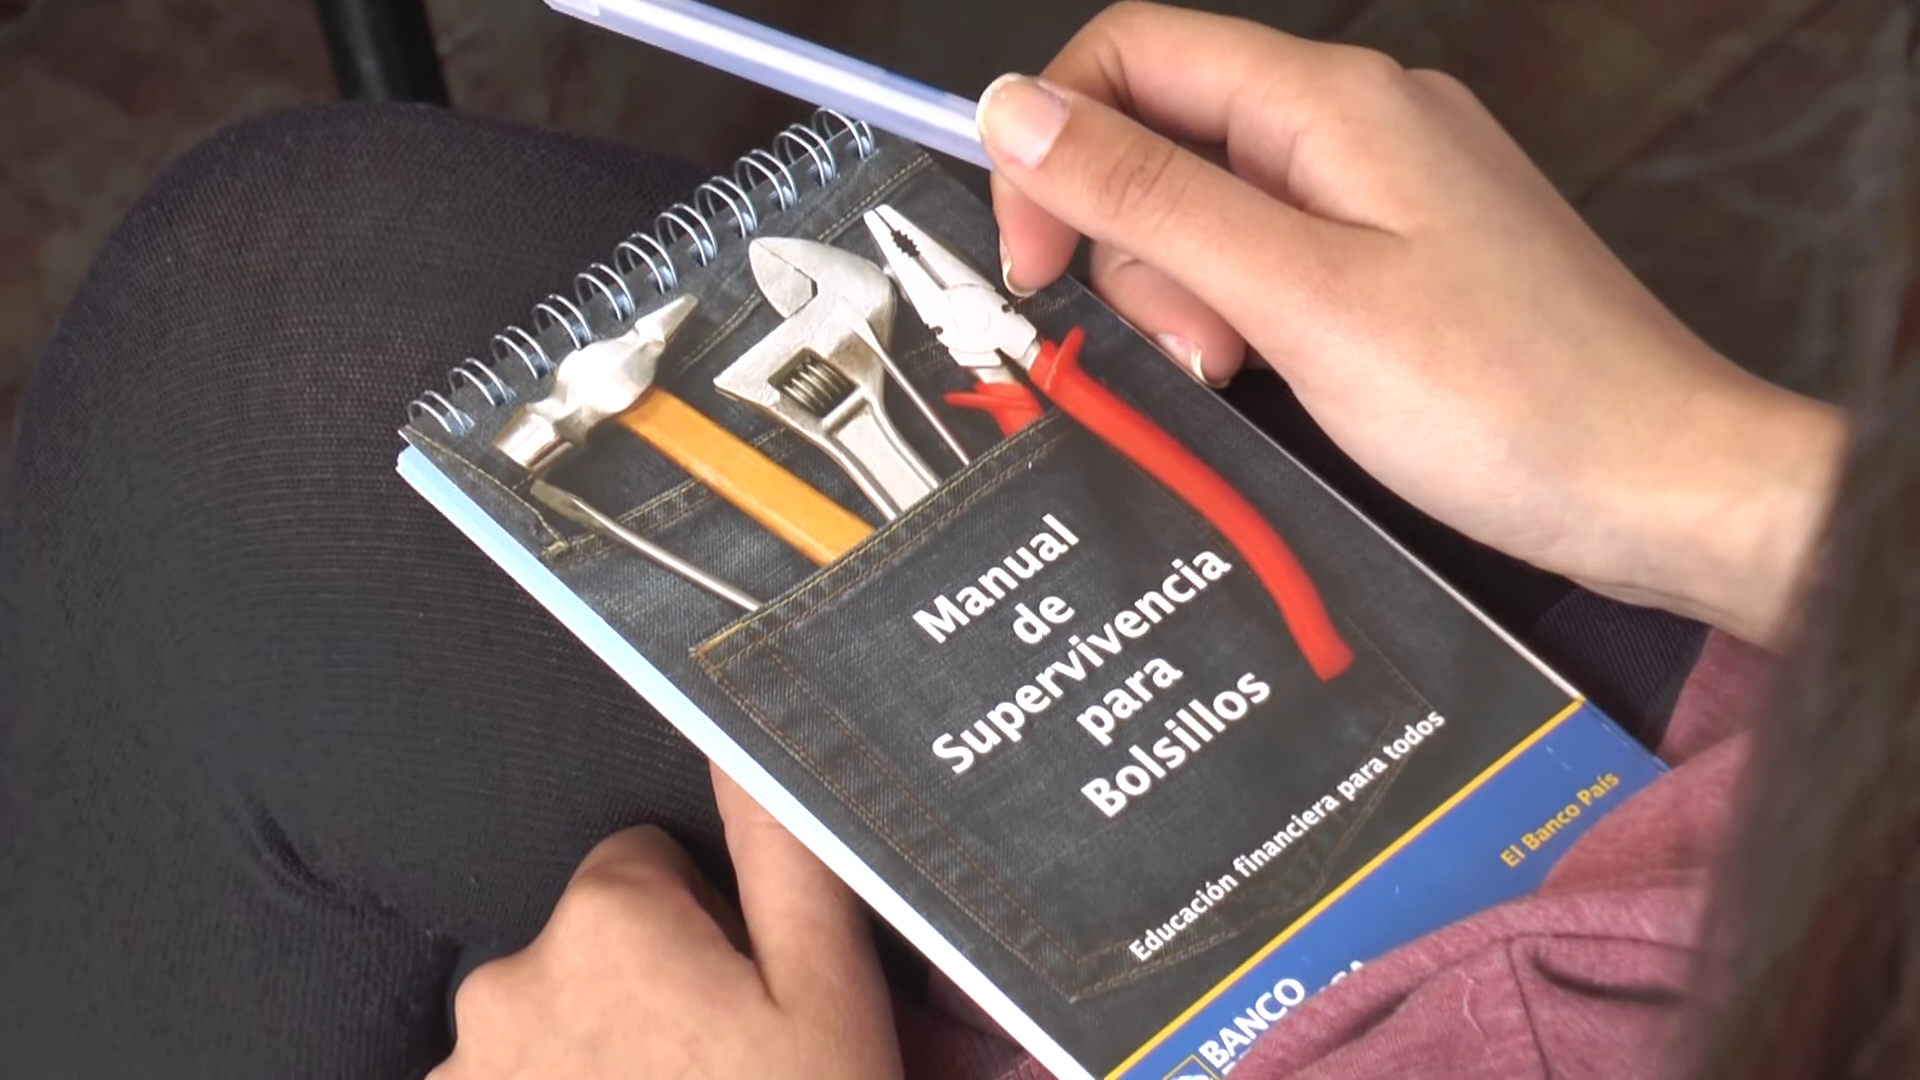 Manual
de
Supervivencia
para
Bolsillos
Educación financiera para todos
El Banco País
BANCO